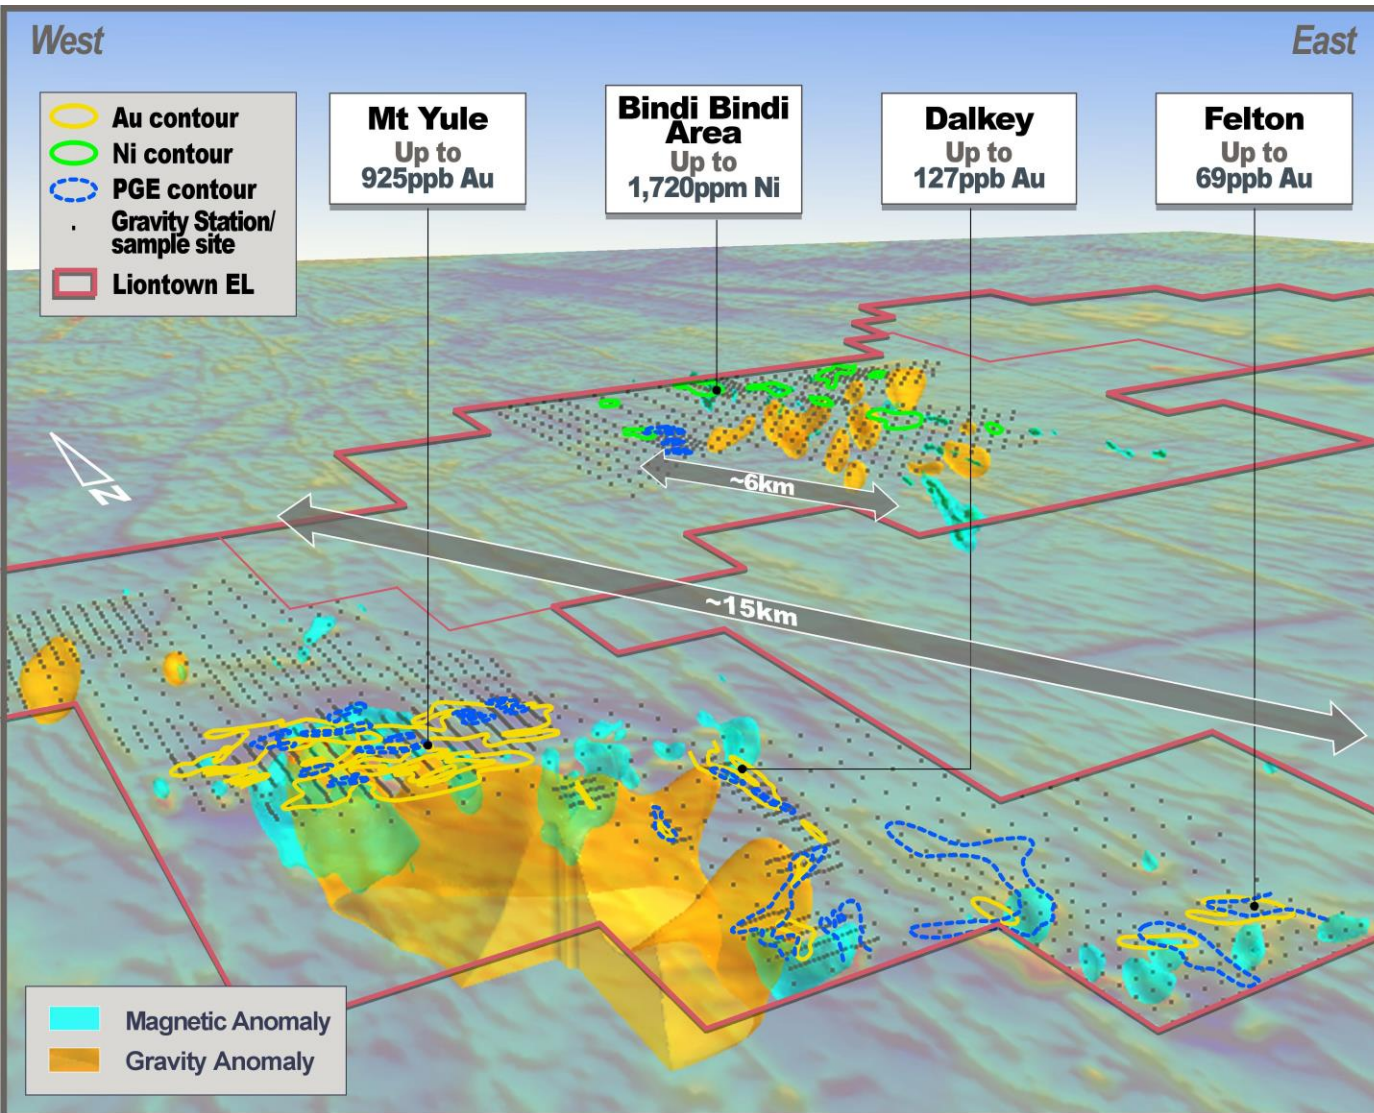 West
East
Au contour
Ni contour
PGE contour
Gravity Station/
sample site
Liontown EL
Mt Yule
Up to
925ppb Au
Bindi Bindi
Area
Up to
1,720ppm Ni
Dalkey
Up to
127ppb Au
Felton
Up to
69ppb Au
N
~6km
~15km
Magnetic Anomaly
Gravity Anomaly